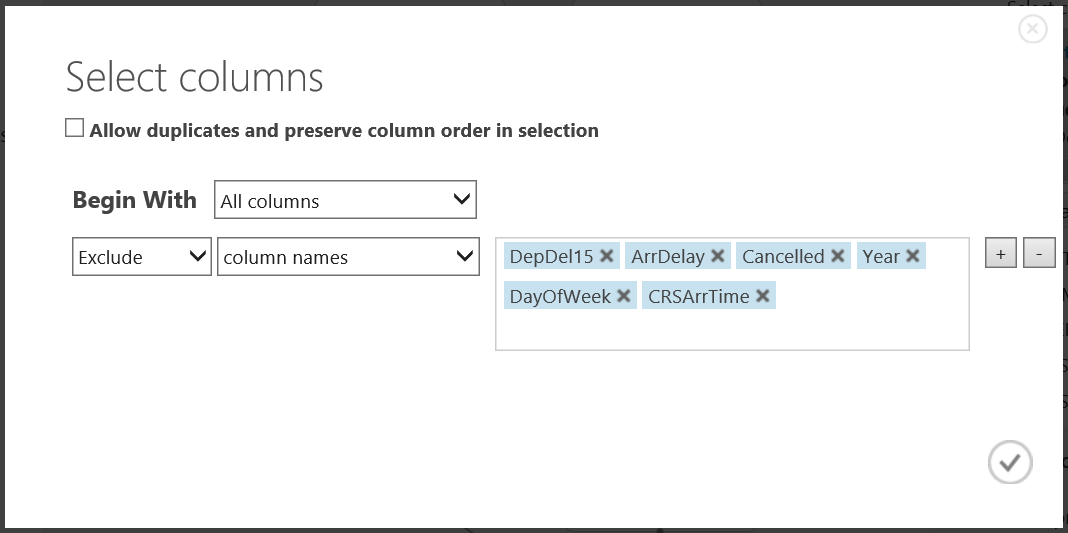 Select columns
Allow duplicates and preserve column order in selection
Begin With All columns
Exclude column names DepDel15 ArrDelay Cancelled Year + -
DayOfWeek CRSArrTime